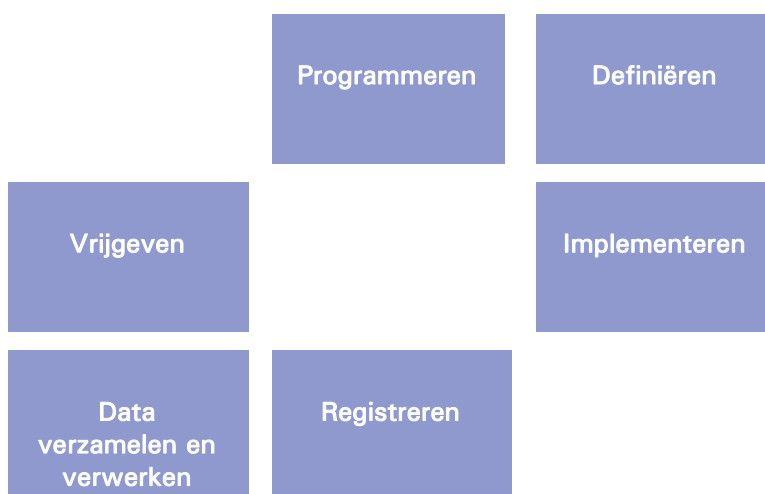 Programmeren
Definiëren
Vrijgeven
Implementeren
Data
verzamelen en
verwerken
Registreren